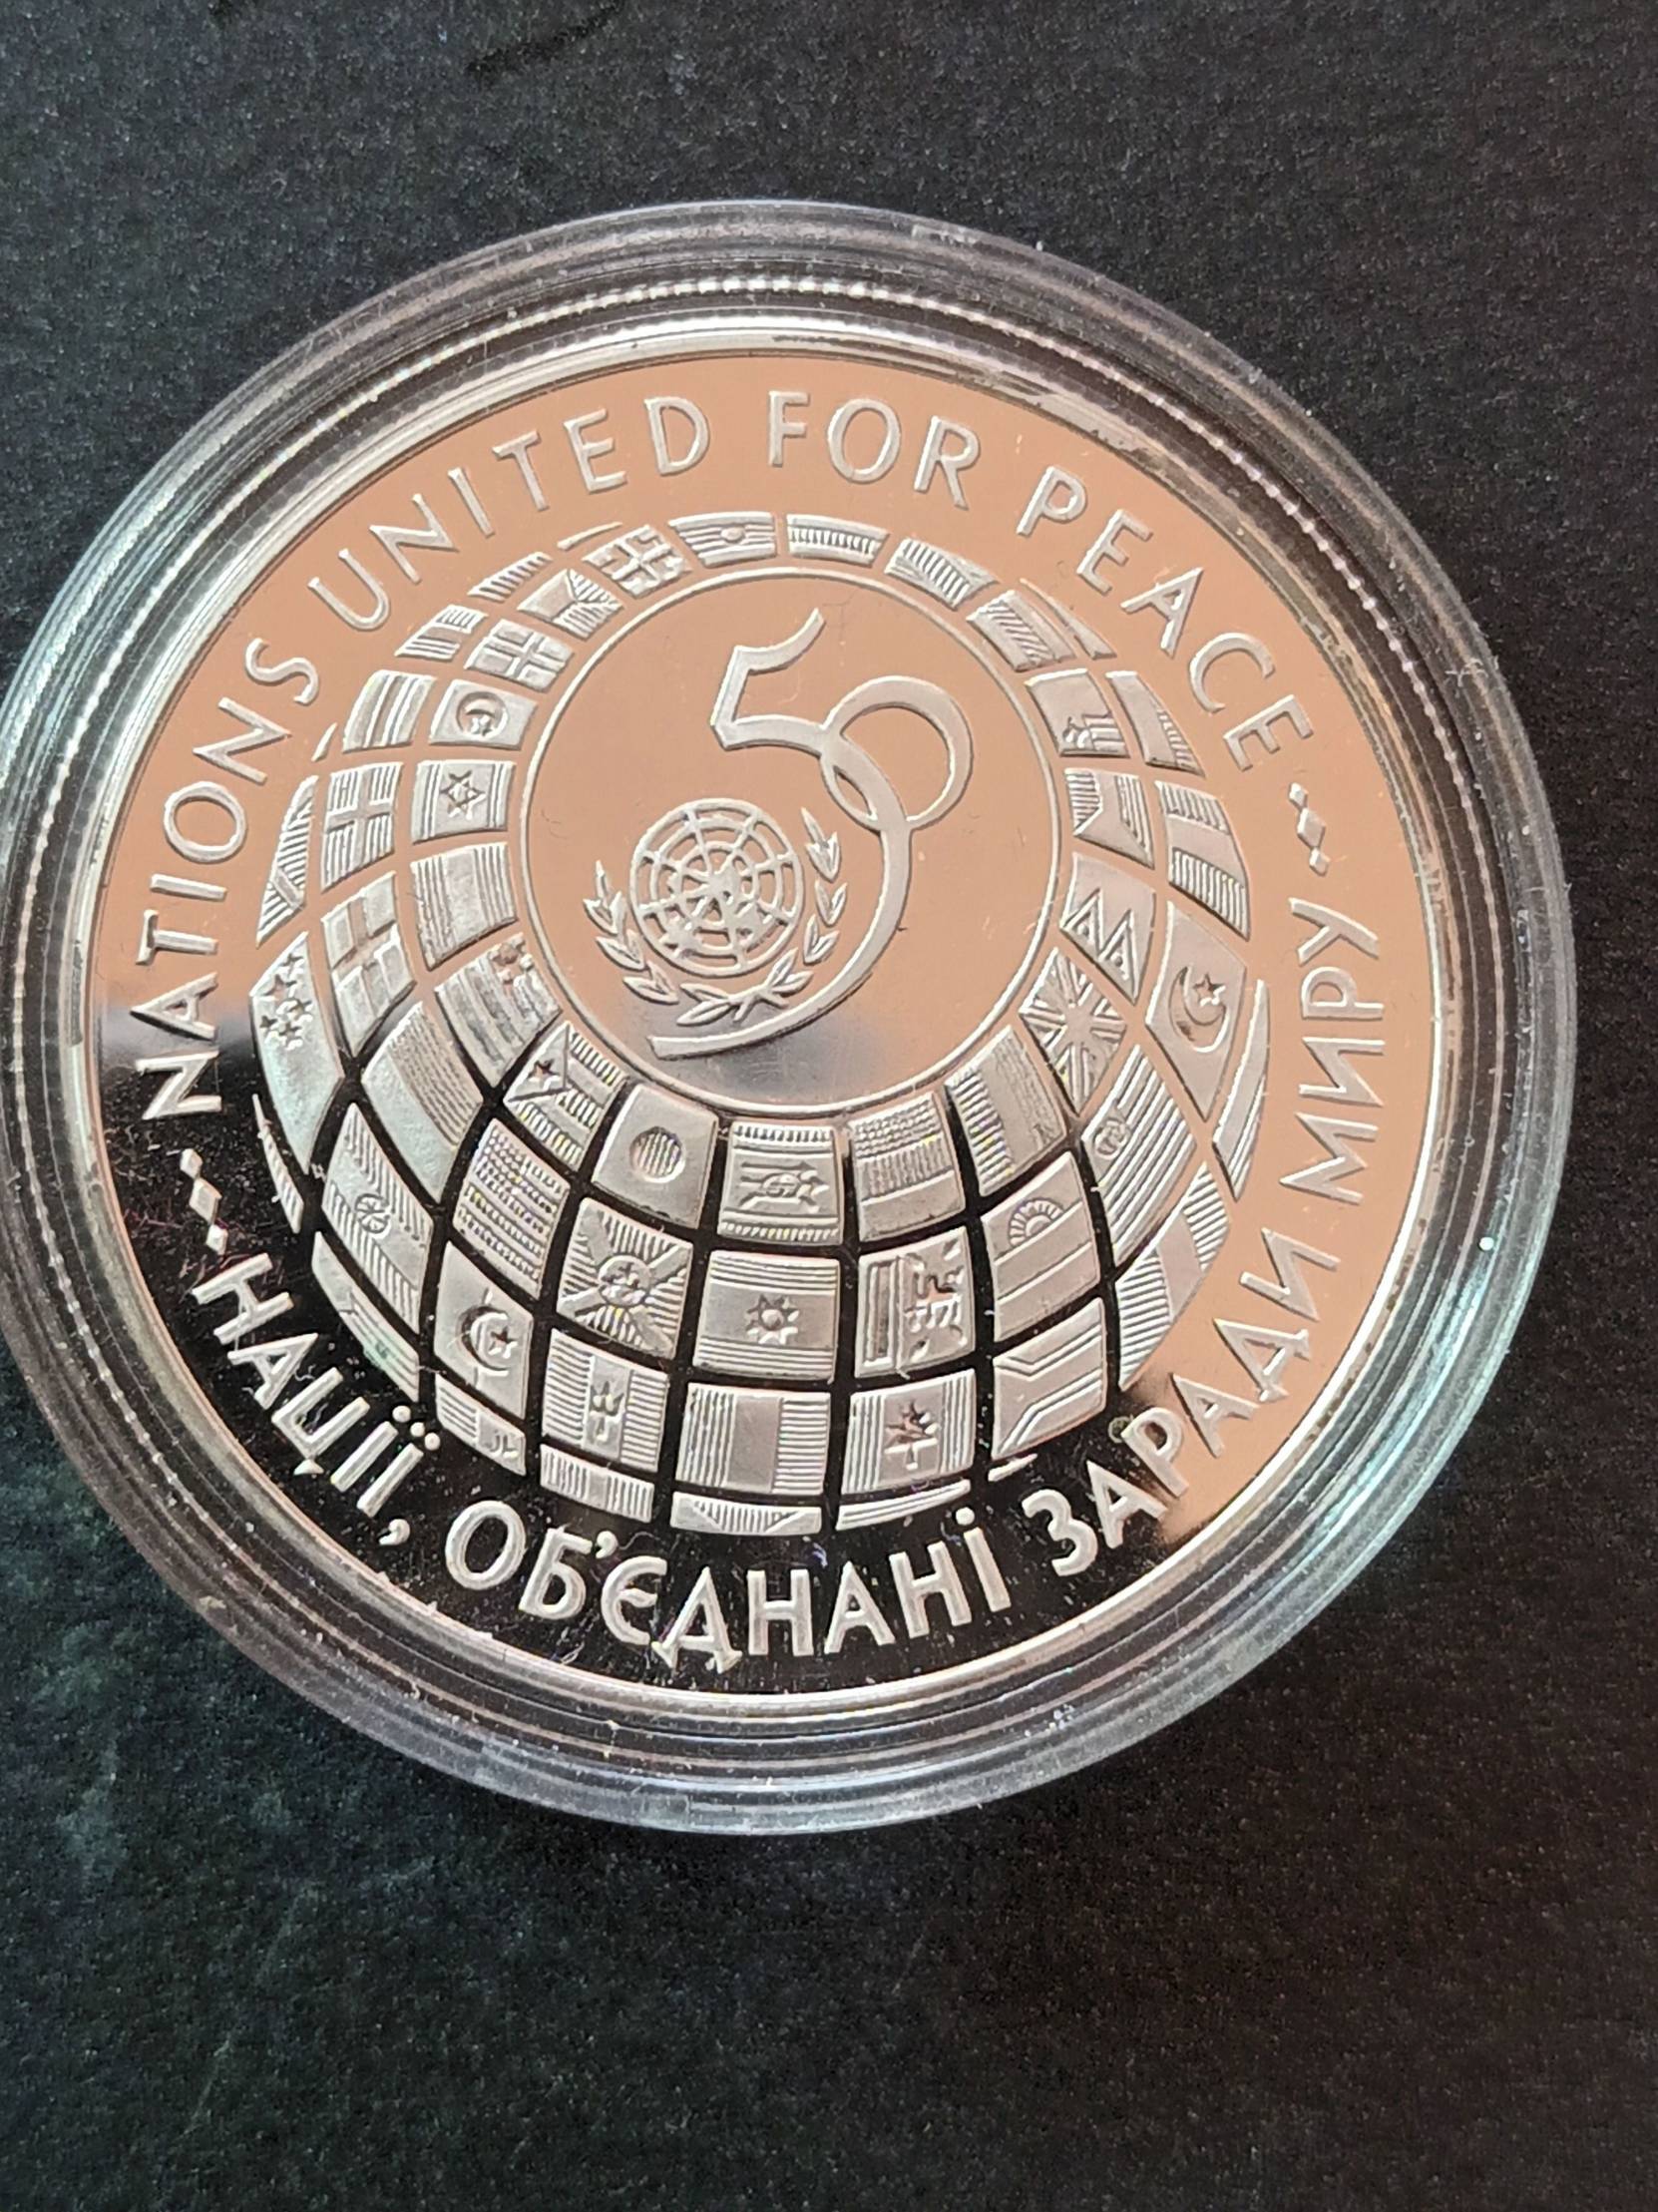 NATIONS UNITED FOR PEACE
НАЦІЇ, ОБ'ЄДНАНІ ЗАРАДИ МИРУ
50